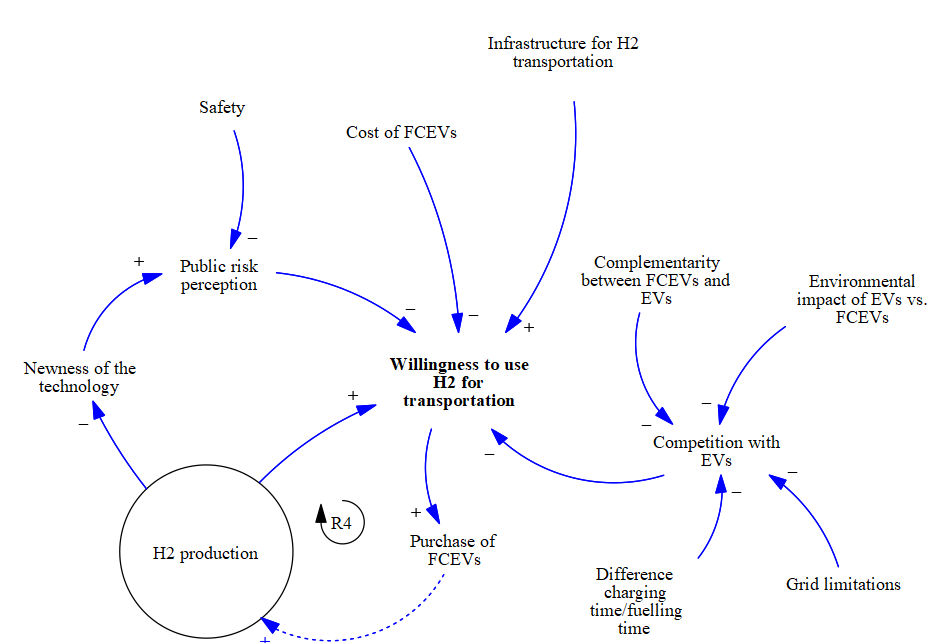 Infrastructure for H2
transportation
Safety
Cost of FCEVs
−
+
Public risk
perception
Complementarity
between FCEVs and
EVs
Environmental
impact of EVs vs.
FCEVs
−
−
+
Newness of the
technology
Willingness to use
H2 for
transportation
+
−
−
−
Competition with
EVs
−
−
−
+
R4
H2 production
Purchase of
FCEVs
Difference
charging
time/fuelling
time
Grid limitations
+